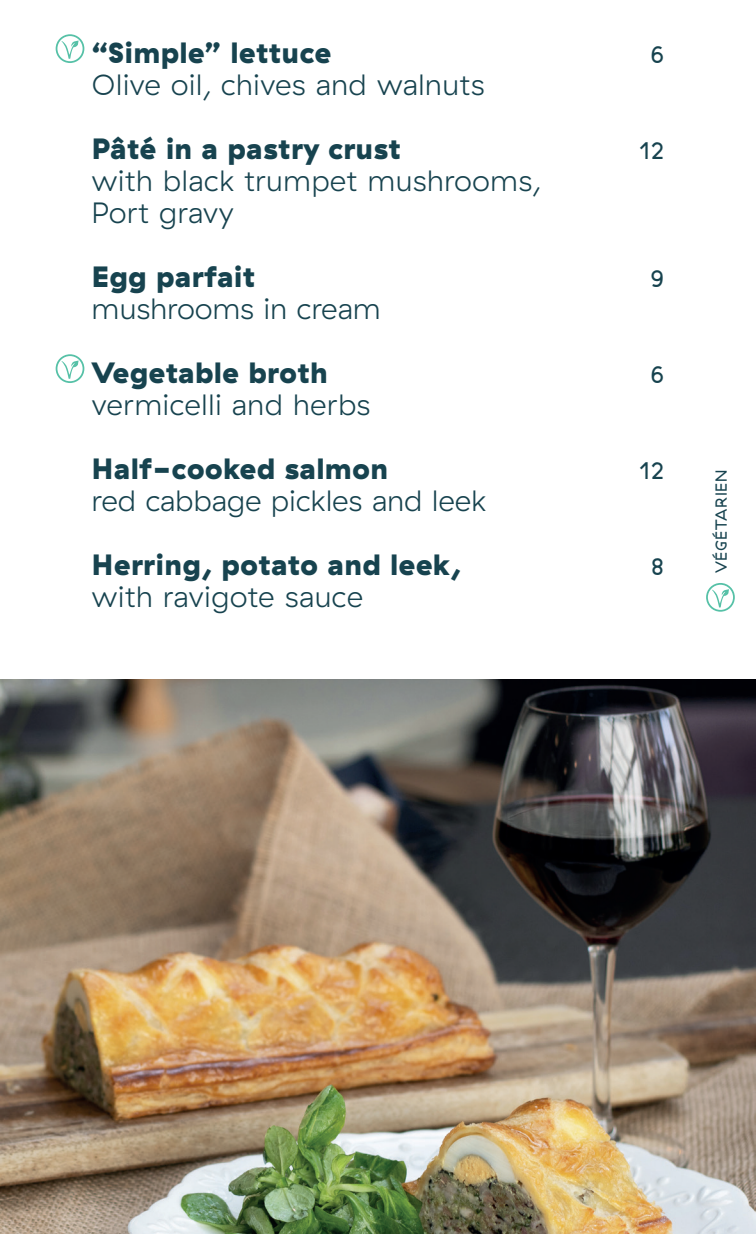 “Simple” lettuce 6
Olive oil, chives and walnuts
Pâté in a pastry crust 12
with black trumpet mushrooms,
Port gravy
Egg parfait 9
mushrooms in cream
Vegetable broth 6
vermicelli and herbs
Half-cooked salmon 12
red cabbage pickles and leek
Herring, potato and leek, 8
with ravigote sauce
VÉGÉTARIEN